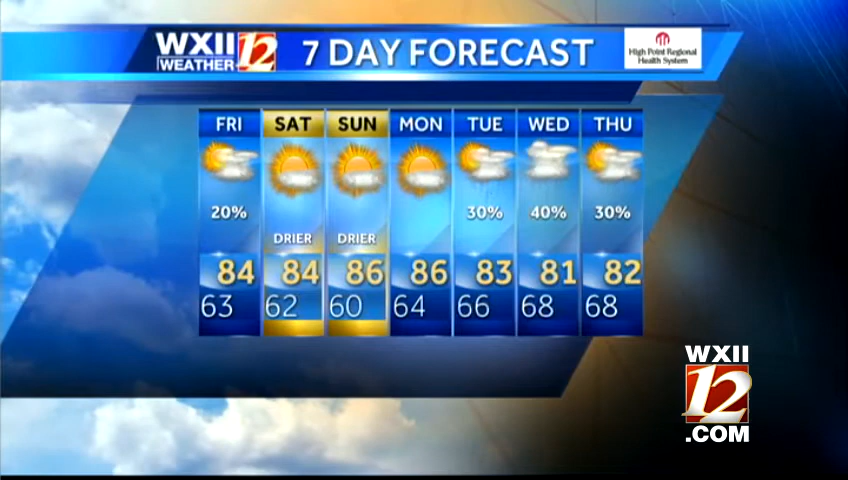 WXII 12
WEATHER
7 DAY FORECAST
High Point Regional
Health System
FRI SAT SUN MON TUE WED THU
20% 30% 40% 30%
DRIER DRIER
84 84 86 86 83 81 82
63 62 60 64 66 68 68
WXII
12
.COM